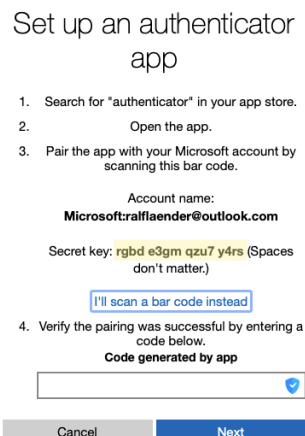 Set up an authenticator
app
1. Search for "authenticator" in your app store.
2. Open the app.
3. Pair the app with your Microsoft account by
scanning this bar code.
Account name:
Microsoft:ralflaender@outlook.com
Secret key: rgbd e3gm qzu7 y4rs (Spaces
don't matter.)
I'll scan a bar code instead
4. Verify the pairing was successful by entering a
code below.
Code generated by app
Cancel Next